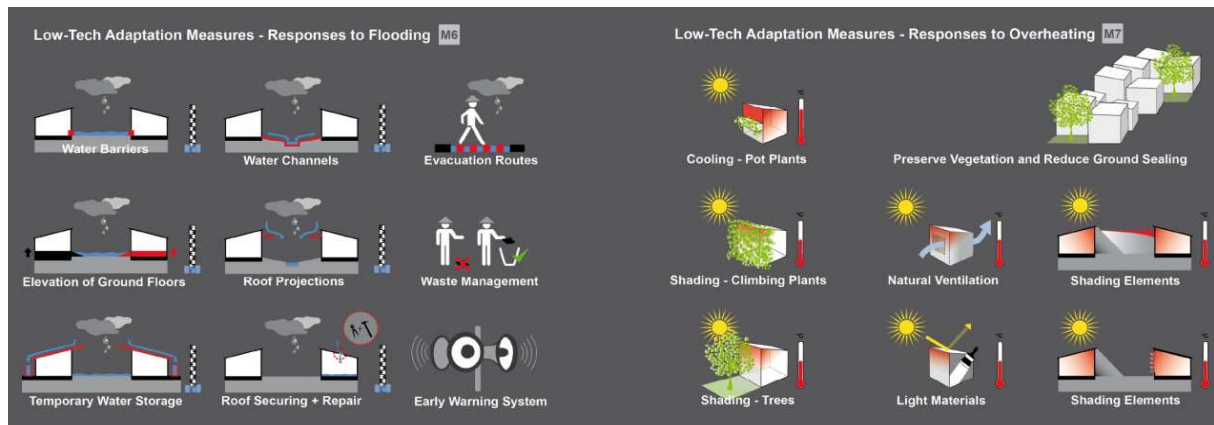 Low-Tech Adaptation Measures - Responses to Flooding M6
Water Barriers
Water Channels
Evacuation Routes
Elevation of Ground Floors
Roof Projections
Waste Management
Temporary Water Storage
Roof Securing + Repair
Early Warning System
Low-Tech Adaptation Measures - Responses to Overheating M7
°C
Cooling - Pot Plants
Preserve Vegetation and Reduce Ground Sealing
°C
°C
°C
Shading - Climbing Plants
Natural Ventilation
Shading Elements
°C
°C
°C
Shading - Trees
Light Materials
Shading Elements